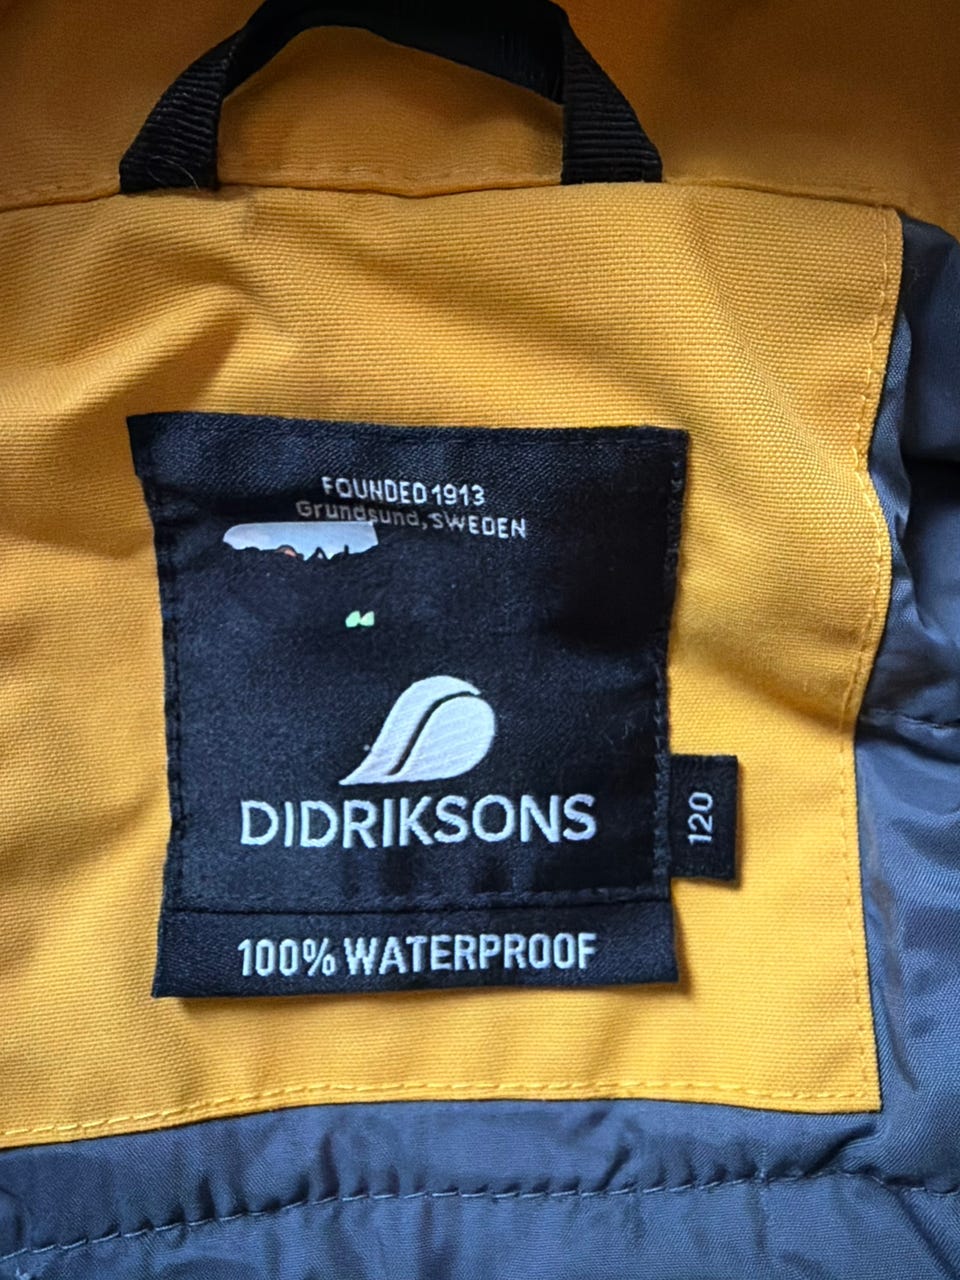 FOUNDED 1913
Grundsund, SWEDEN
DIDRIKSONS
120
100% WATERPROOF